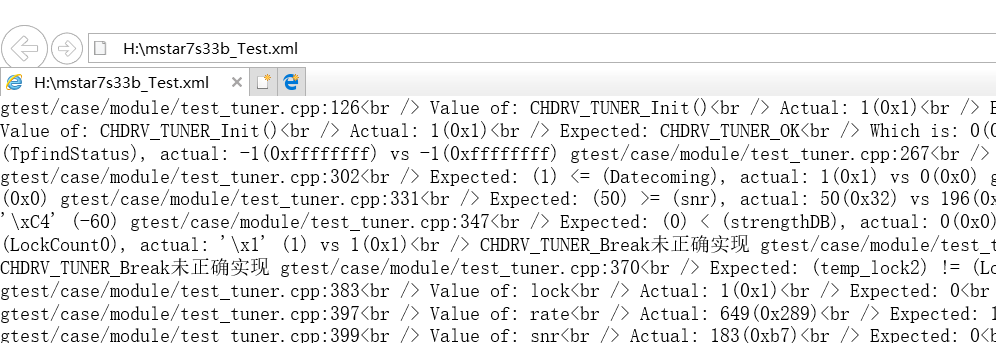 H:\mstar7s33b_Test.xml
H:\mstar7s33b_Test.xml
gtest/case/module/test_tuner.cpp:126<br /> Value of: CHDRV_TUNER_Init()<br /> Actual: 1(0x1)<br /> E
Value of: CHDRV_TUNER_Init()<br /> Actual: 1(0x1)<br /> Expected: CHDRV_TUNER_OK<br /> Which is: 0(0
(TpfindStatus), actual: -1(0xffffffff) vs -1(0xffffffff) gtest/case/module/test_tuner.cpp:267<br />
gtest/case/module/test_tuner.cpp:302<br /> Expected: (1) <= (Datecoming), actual: 1(0x1) vs 0(0x0) g
(0x0) gtest/case/module/test_tuner.cpp:331<br /> Expected: (50) >= (snr), actual: 50(0x32) vs 196(0x
'\xC4' (-60) gtest/case/module/test_tuner.cpp:347<br /> Expected: (0) < (strengthDB), actual: 0(0x0)
(LockCount0), actual: '\x1' (1) vs 1(0x1)<br /> CHDRV_TUNER_Break未正确实现 gtest/case/module/test_t
CHDRV_TUNER_Break未正确实现 gtest/case/module/test_tuner.cpp:370<br /> Expected: (temp_lock2) != (Lo
gtest/case/module/test_tuner.cpp:383<br /> Value of: lock<br /> Actual: 1(0x1)<br /> Expected: 0<br
gtest/case/module/test_tuner.cpp:397<br /> Value of: rate<br /> Actual: 649(0x289)<br /> Expected: 1
gtest/case/module/test_tuner.cpp:399<br /> Value of: snr<br /> Actual: 183(0xb7)<br /> Expected: 0<b